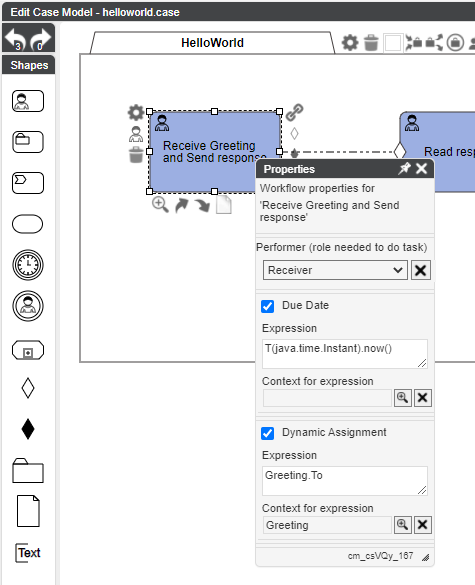 Edit Case Model - helloworld.case
3 0
HelloWorld
Shapes
Receive Greeting
and Send response
Read resp
Properties
Workflow properties for
'Receive Greeting and Send
response'
Performer (role needed to do task)
Receiver
Due Date
Expression
T(java.time.Instant).now()
Context for expression
Dynamic Assignment
Expression
Greeting.To
Context for expression
Greeting
cm_csVQy_167
Text